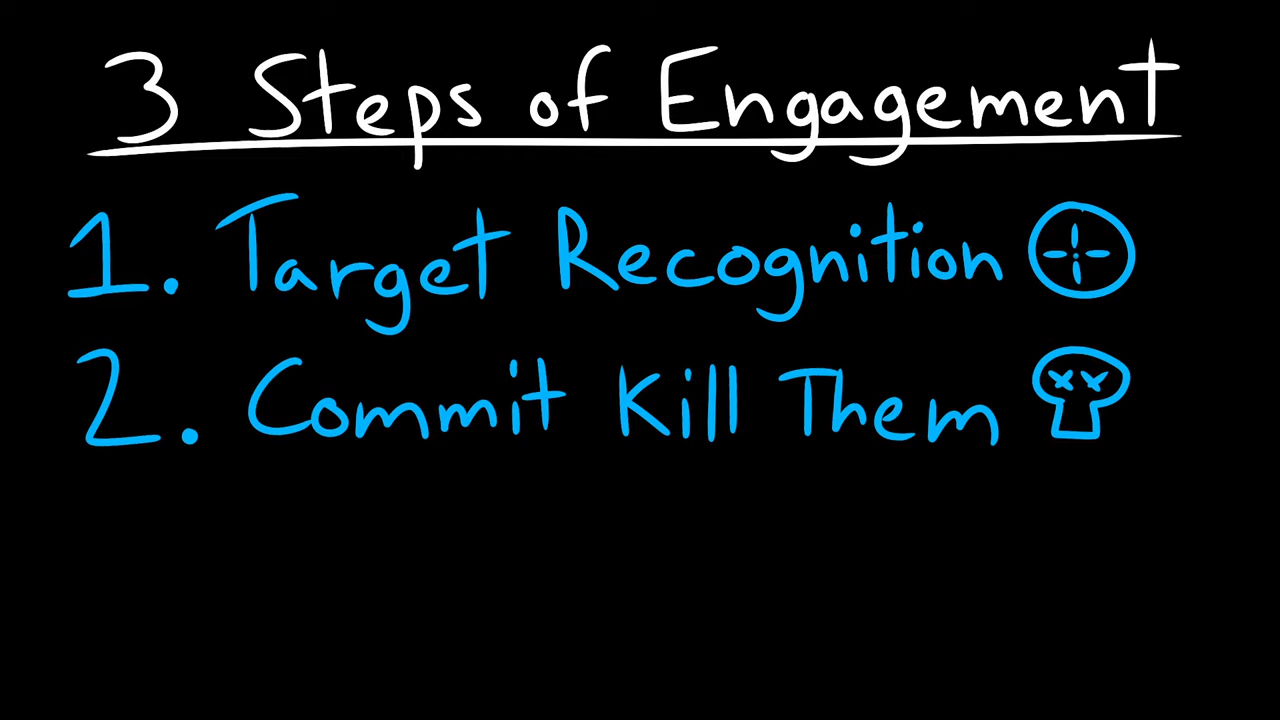 3 Steps of Engagement
1. Target Recognition
2. Commit Kill Them